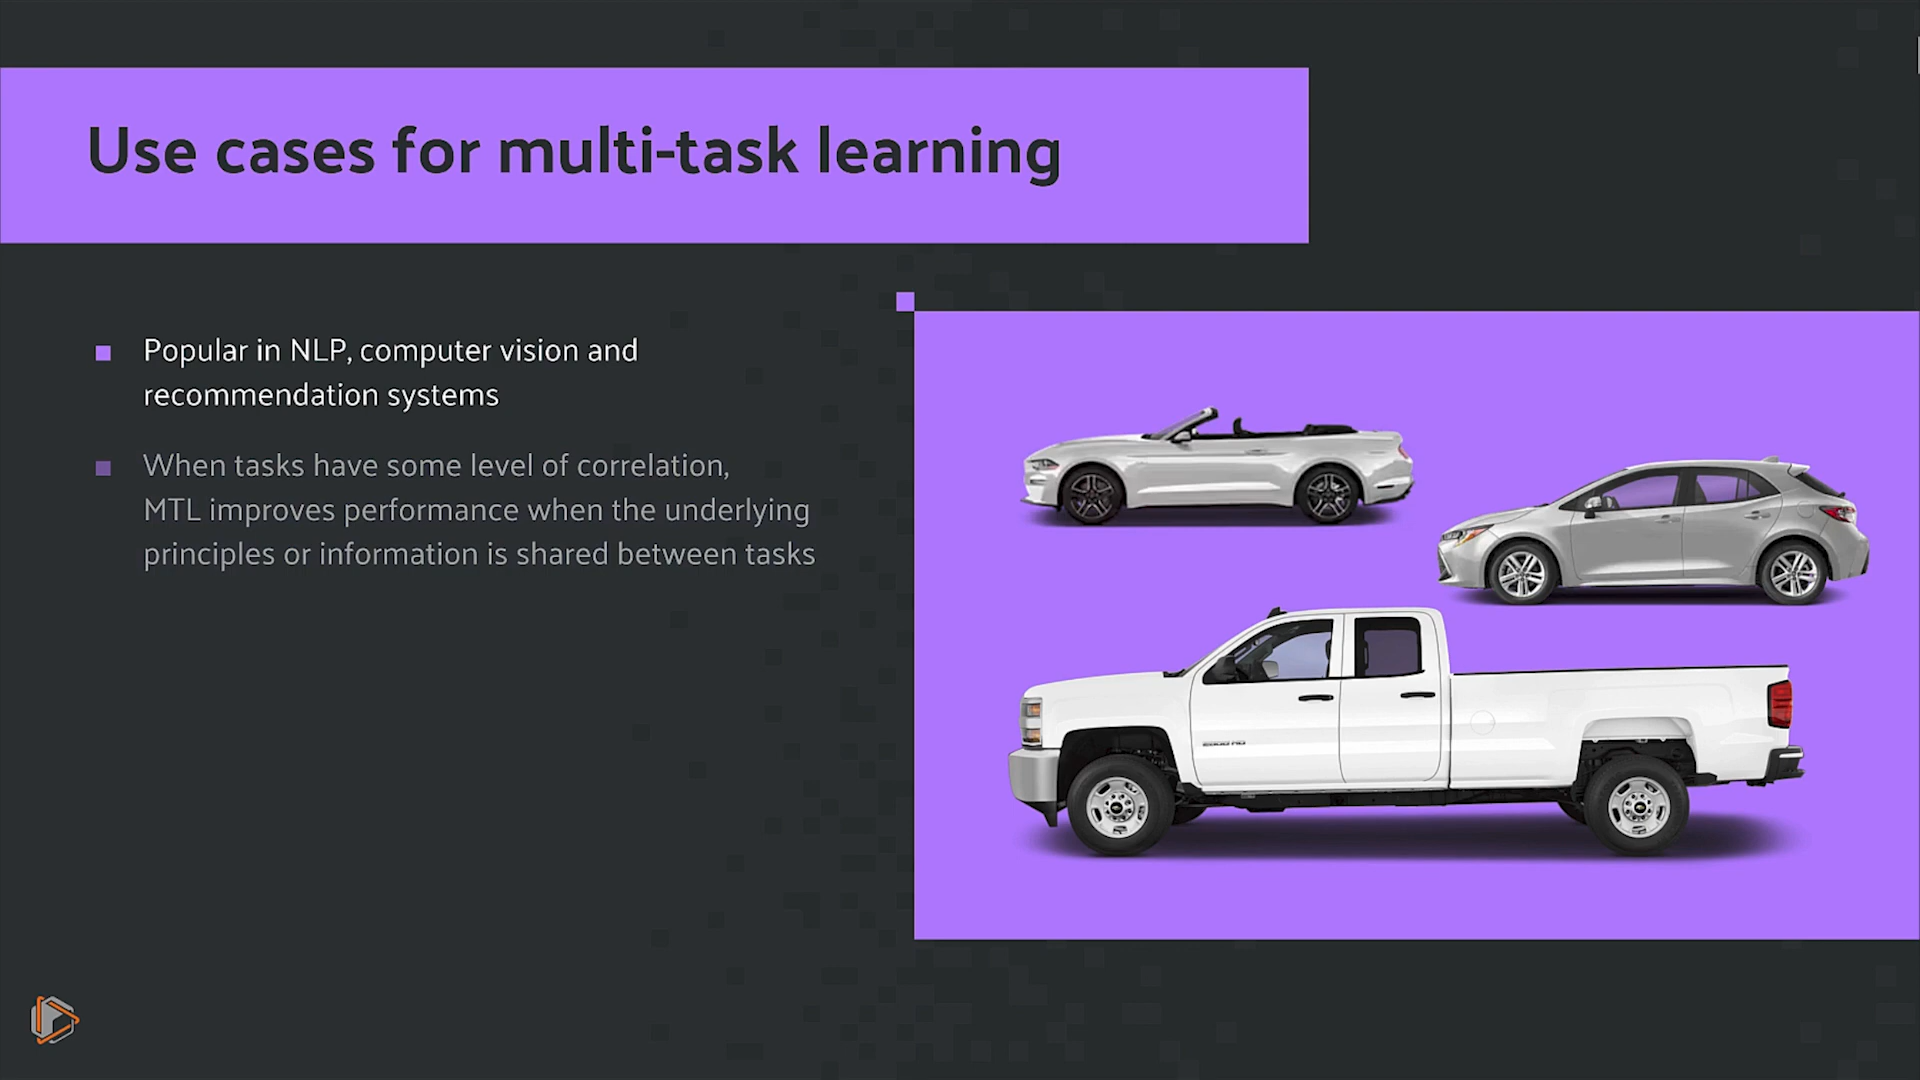 Use cases for multi-task learning
Popular in NLP, computer vision and
recommendation systems
When tasks have some level of correlation,
MTL improves performance when the underlying
principles or information is shared between tasks